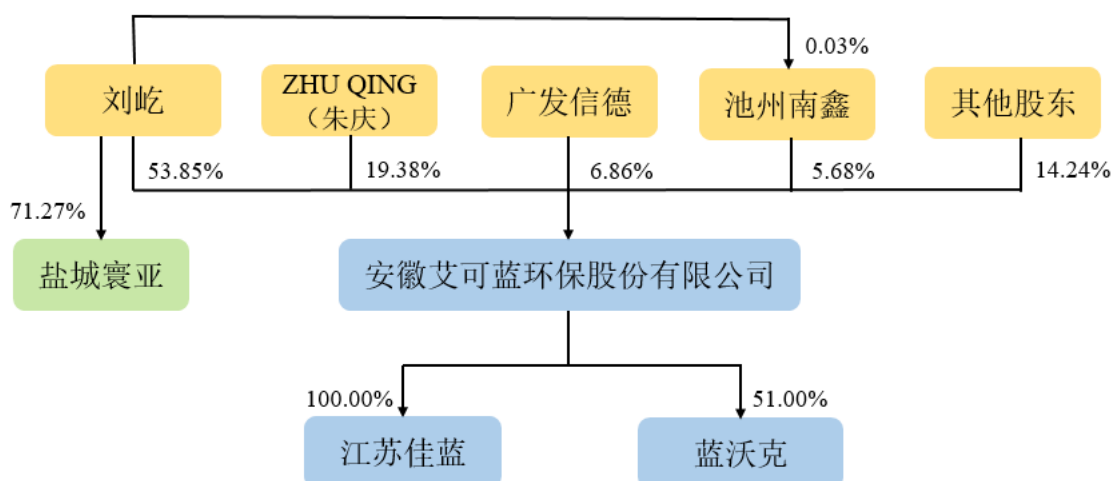 0.03%
刘屹
ZHU QING
（朱庆）
广发信德
池州南鑫
其他股东
53.85%
19.38%
6.86%
5.68%
14.24%
71.27%
盐城寰亚
安徽艾可蓝环保股份有限公司
100.00%
51.00%
江苏佳蓝
蓝沃克